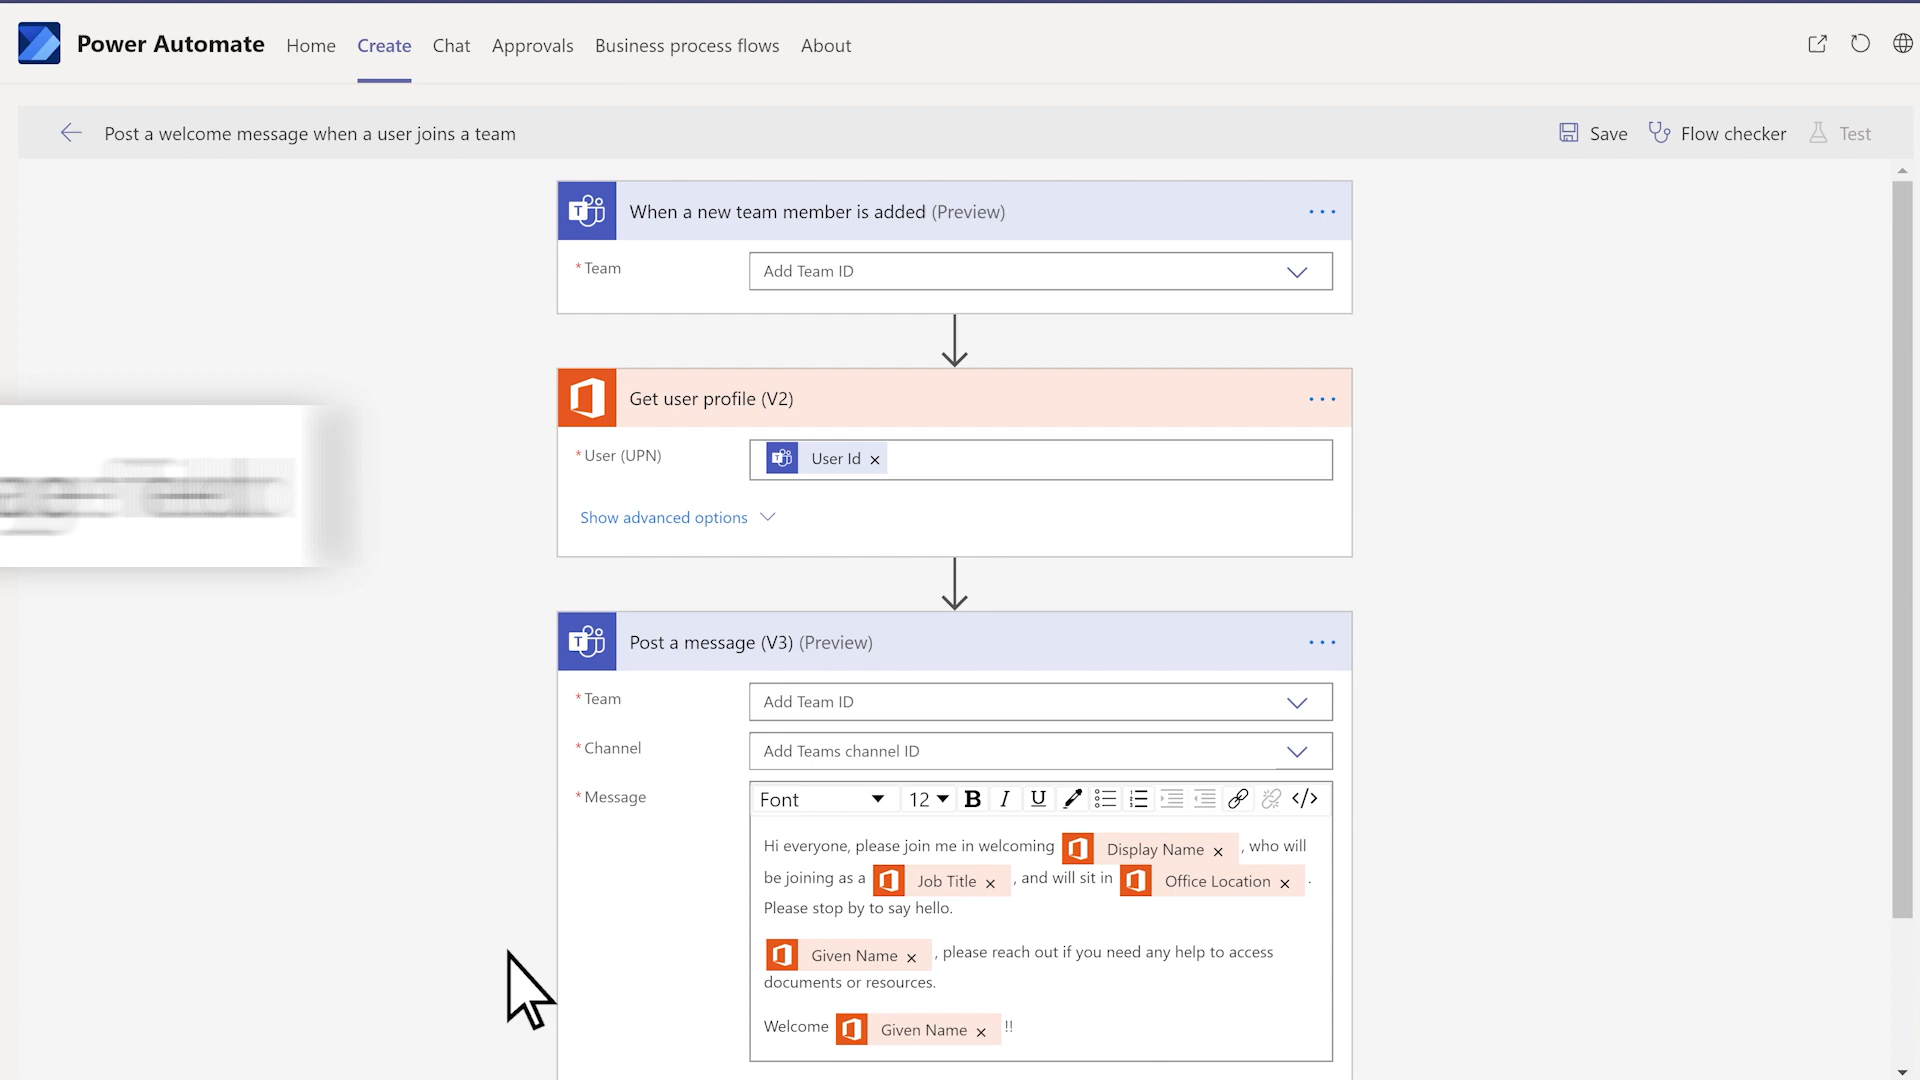 Power Automate Home Create Chat Approvals Business process flows About
Post a welcome message when a user joins a team Save Flow checker Test
When a new team member is added (Preview)
* Team Add Team ID
Get user profile (V2)
* User (UPN) User Id ×
Show advanced options
Post a message (V3) (Preview)
* Team Add Team ID
* Channel Add Teams channel ID
* Message Font 12 B I U </>
Hi everyone, please join me in welcoming Display Name × , who will
be joining as a Job Title × , and will sit in Office Location × .
Please stop by to say hello.
Given Name × , please reach out if you need any help to access
documents or resources.
Welcome Given Name × !!